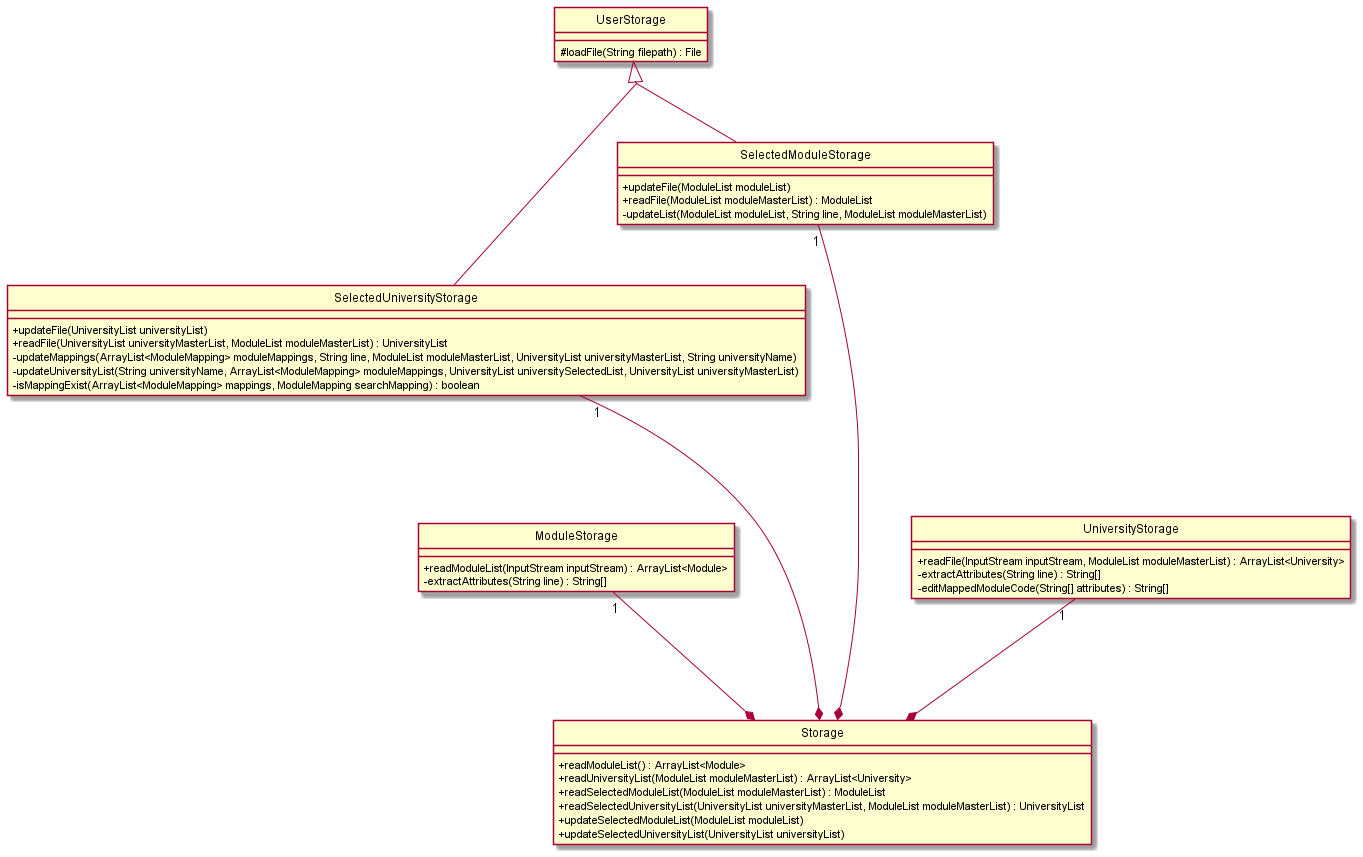 UserStorage
#loadFile(String filepath) : File
SelectedModuleStorage
+updateFile(ModuleList moduleList)
+readFile(ModuleList moduleMasterList) : ModuleList
-updateList(ModuleList moduleList, String line, ModuleList moduleMasterList)
1
SelectedUniversityStorage
+updateFile(UniversityList universityList)
+readFile(UniversityList universityMasterList, ModuleList moduleMasterList) : UniversityList
-updateMappings(ArrayList<ModuleMapping> moduleMappings, String line, ModuleList moduleMasterList, UniversityList universityMasterList, String universityName)
-updateUniversityList(String universityName, ArrayList<ModuleMapping> moduleMappings, UniversityList universitySelectedList, UniversityList universityMasterList)
-isMappingExist(ArrayList<ModuleMapping> mappings, ModuleMapping searchMapping) : boolean
1
ModuleStorage
+readModuleList(InputStream inputStream) : ArrayList<Module>
-extractAttributes(String line) : String[]
1
UniversityStorage
+readFile(InputStream inputStream, ModuleList moduleMasterList) : ArrayList<University>
-extractAttributes(String line) : String[]
-editMappedModuleCode(String[] attributes) : String[]
1
Storage
+readModuleList() : ArrayList<Module>
+readUniversityList(ModuleList moduleMasterList) : ArrayList<University>
+readSelectedModuleList(ModuleList moduleMasterList) : ModuleList
+readSelectedUniversityList(UniversityList universityMasterList, ModuleList moduleMasterList) : UniversityList
+updateSelectedModuleList(ModuleList moduleList)
+updateSelectedUniversityList(UniversityList universityList)